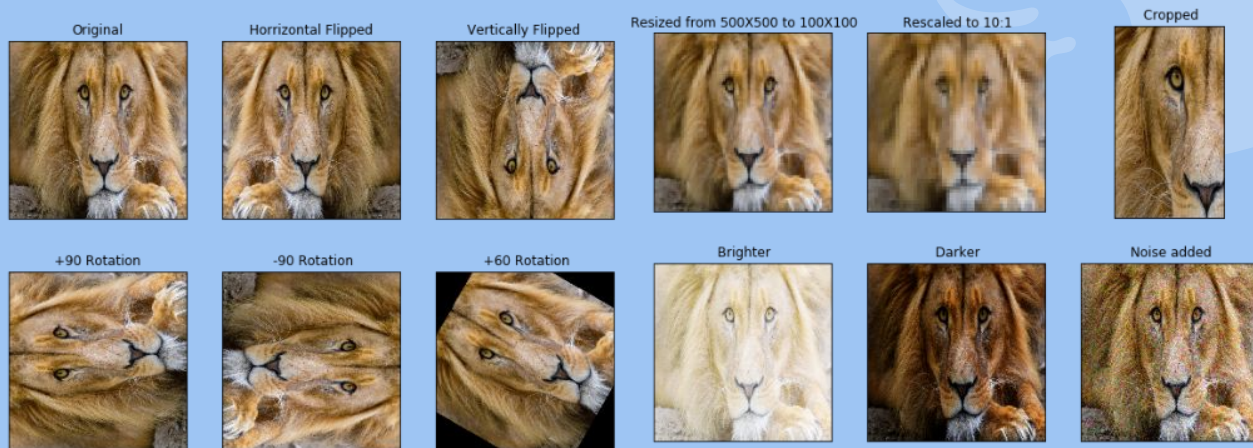 Original
Horrizontal Flipped
Vertically Flipped
Resized from 500X500 to 100X100
Rescaled to 10:1
Cropped
+90 Rotation
-90 Rotation
+60 Rotation
Brighter
Darker
Noise added